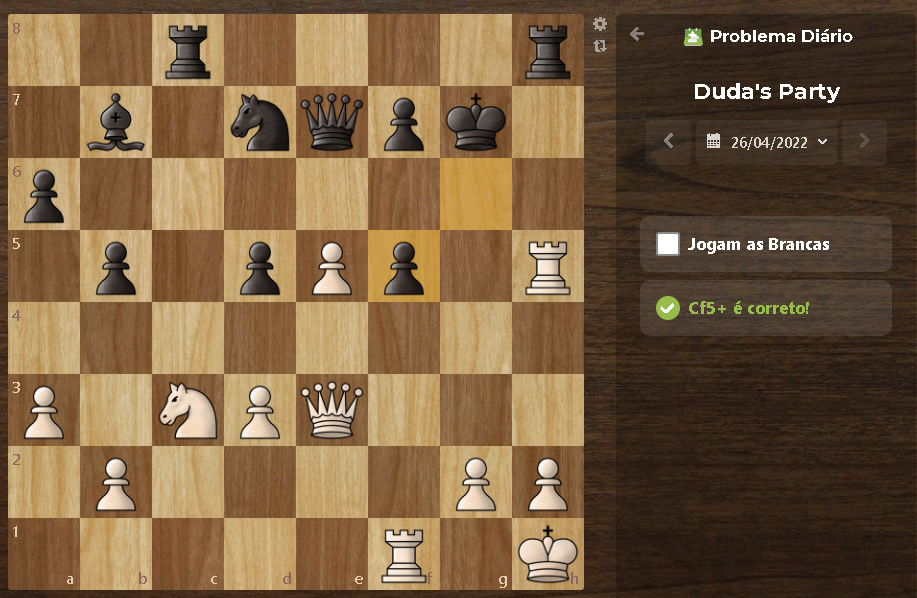 Problema Diário
Duda's Party
26/04/2022
Jogam as Brancas
Cf5+ é correto!
8
7
6
5
4
3
2
1
a b c d e f g h